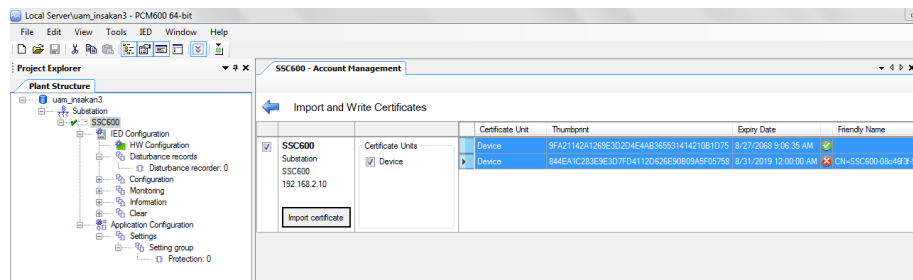 Local Server\uam_insakan3 - PCM600 64-bit
File Edit View Tools IED Window Help
Project Explorer
Plant Structure
uam_insakan3
Substation
SSC600
IED Configuration
HW Configuration
Disturbance records
Disturbance recorder: 0
Configuration
Monitoring
Information
Clear
Application Configuration
Settings
Setting group
Protection: 0
SSC600 - Account Management
Import and Write Certificates
Certificate Unit Thumbprint Expiry Date Friendly Name
SSC600
Substation
SSC600
192.168.2.10
Import certificate
Certificate Units
Device
Device 9FA21142A1269E3D2D4E4AB365531414210B1D75 8/27/2068 9:06:35 AM
Device 844EA1C283E9E3D7FD4112D626E90B09A5F05758 8/31/2019 12:00:00 AM CN=SSC600-08c46f3f-